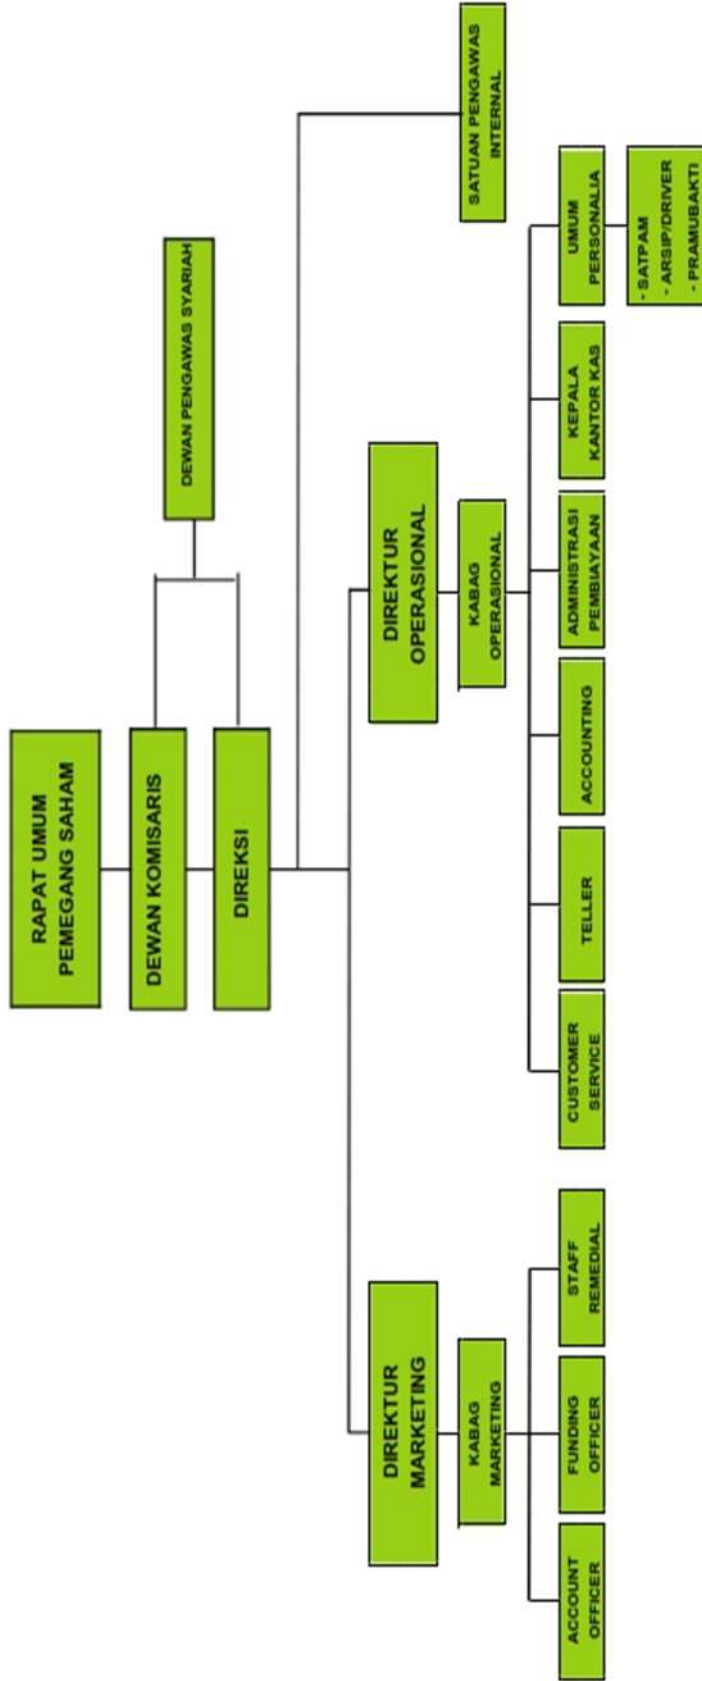 RAPAT UMUM
PEMEGANG SAHAM
DEWAN KOMISARIS
DEWAN PENGAWAS SYARIAH
DIREKSI
SATUAN PENGAWAS
INTERNAL
DIREKTUR
MARKETING
DIREKTUR
OPERASIONAL
KABAG
MARKETING
KABAG
OPERASIONAL
ACCOUNT
OFFICER
FUNDING
OFFICER
STAFF
REMEDIAL
CUSTOMER
SERVICE
TELLER
ACCOUNTING
ADMINISTRASI
PEMBIAYAAN
KEPALA
KANTOR KAS
UMUM
PERSONALIA
- SATPAM
- ARSIP/DRIVER
- PRAMUBAKTI